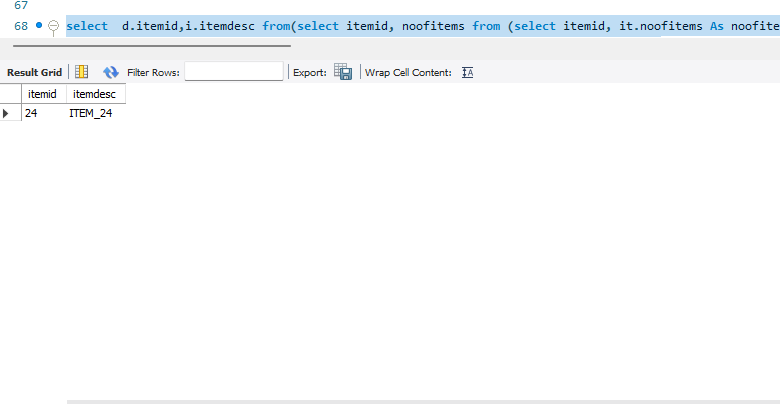 67
68 select  d.itemid,i.itemdesc from(select itemid, noofitems from (select itemid, it.noofitems As noofite
Result Grid Filter Rows: Export: Wrap Cell Content:
itemid itemdesc
24 ITEM_24